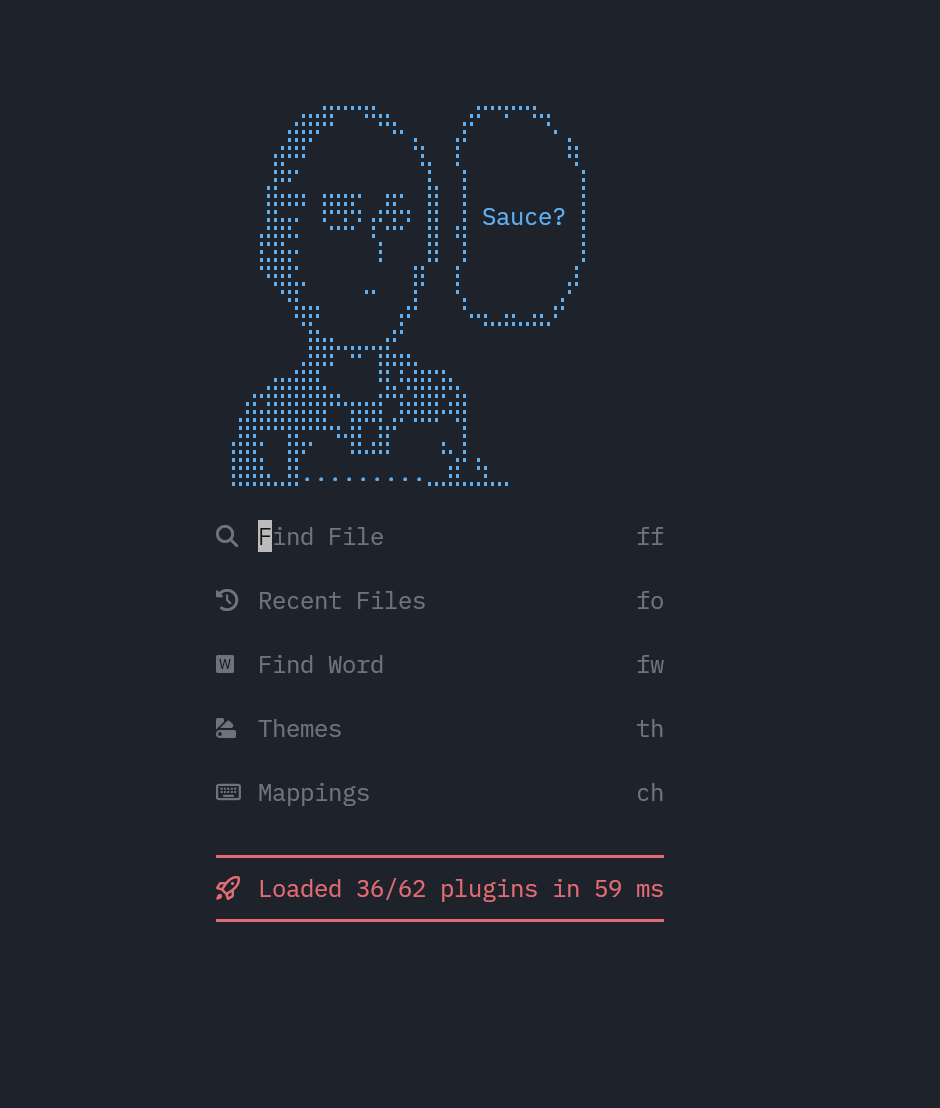 Sauce?
Find File ff
Recent Files fo
W Find Word fw
Themes th
Mappings ch
Loaded 36/62 plugins in 59 ms